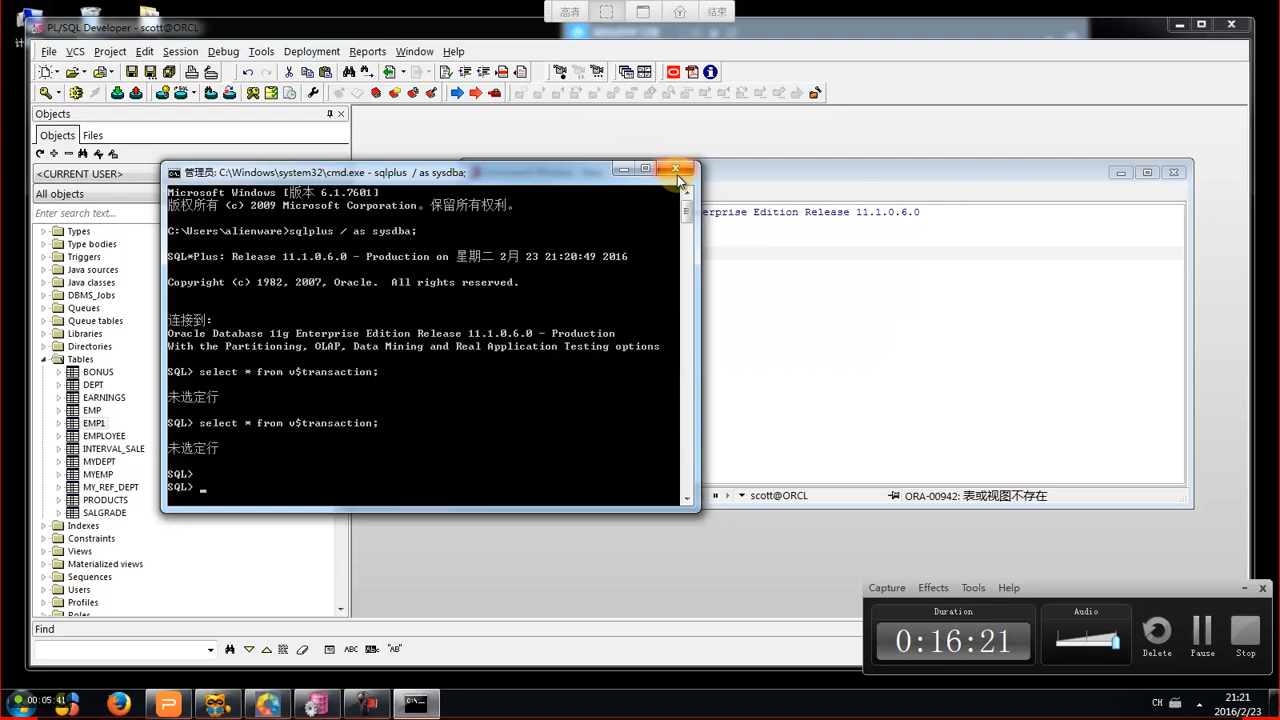 高清
结束
PL/SQL Developer - scott@ORCL
File VCS Project Edit Session Debug Tools Deployment Reports Window Help
Objects
Objects Files
<CURRENT USER>
All objects
Enter text to search...
Types
Type bodies
Triggers
Java sources
Java classes
DBMS_Jobs
Queues
Queue tables
Libraries
Directories
Tables
BONUS
DEPT
EARNINGS
EMP
EMP1
EMPLOYEE
INTERVAL_SALE
MYDEPT
MYEMP
MY_REF_DEPT
PRODUCTS
SALGRADE
Indexes
Constraints
Views
Materialized views
Sequences
Users
Profiles
Find
ABC "AB"
管理员: C:\Windows\system32\cmd.exe - sqlplus / as sysdba;
Microsoft Windows [版本 6.1.7601]
版权所有 (c) 2009 Microsoft Corporation。保留所有权利。
C:\Users\alienware>sqlplus / as sysdba;
SQL*Plus: Release 11.1.0.6.0 - Production on 星期二 2月 23 21:20:49 2016
Copyright (c) 1982, 2007, Oracle.  All rights reserved.
连接到:
Oracle Database 11g Enterprise Edition Release 11.1.0.6.0 - Production
With the Partitioning, OLAP, Data Mining and Real Application Testing options
SQL> select * from v$transaction;
未选定行
SQL> select * from v$transaction;
未选定行
SQL>
SQL> _
erprise Edition Release 11.1.0.6.0
scott@ORCL
ORA-00942: 表或视图不存在
Capture Effects Tools Help
Duration
0:16:21
Audio
Delete
Pause
Stop
00:05:41
CH
21:21
2016/2/23